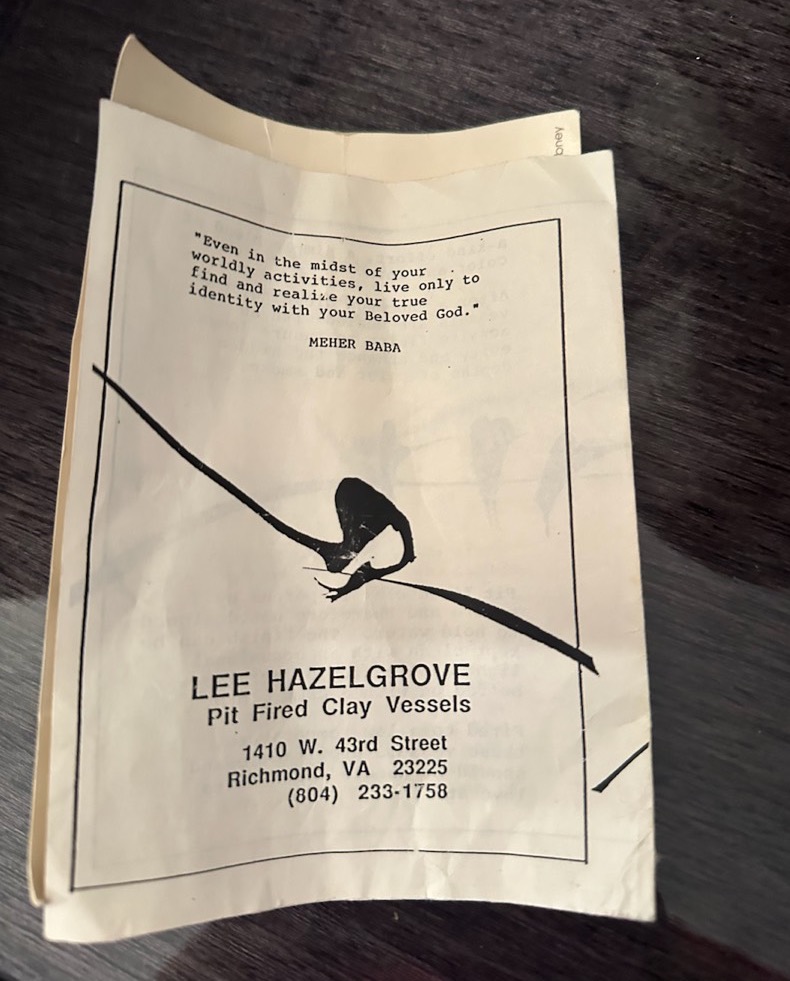 "Even in the midst of your
worldly activities, live only to
find and realize your true
identity with your Beloved God."
MEHER BABA
LEE HAZELGROVE
Pit Fired Clay Vessels
1410 W. 43rd Street
Richmond, VA 23225
(804) 233-1758